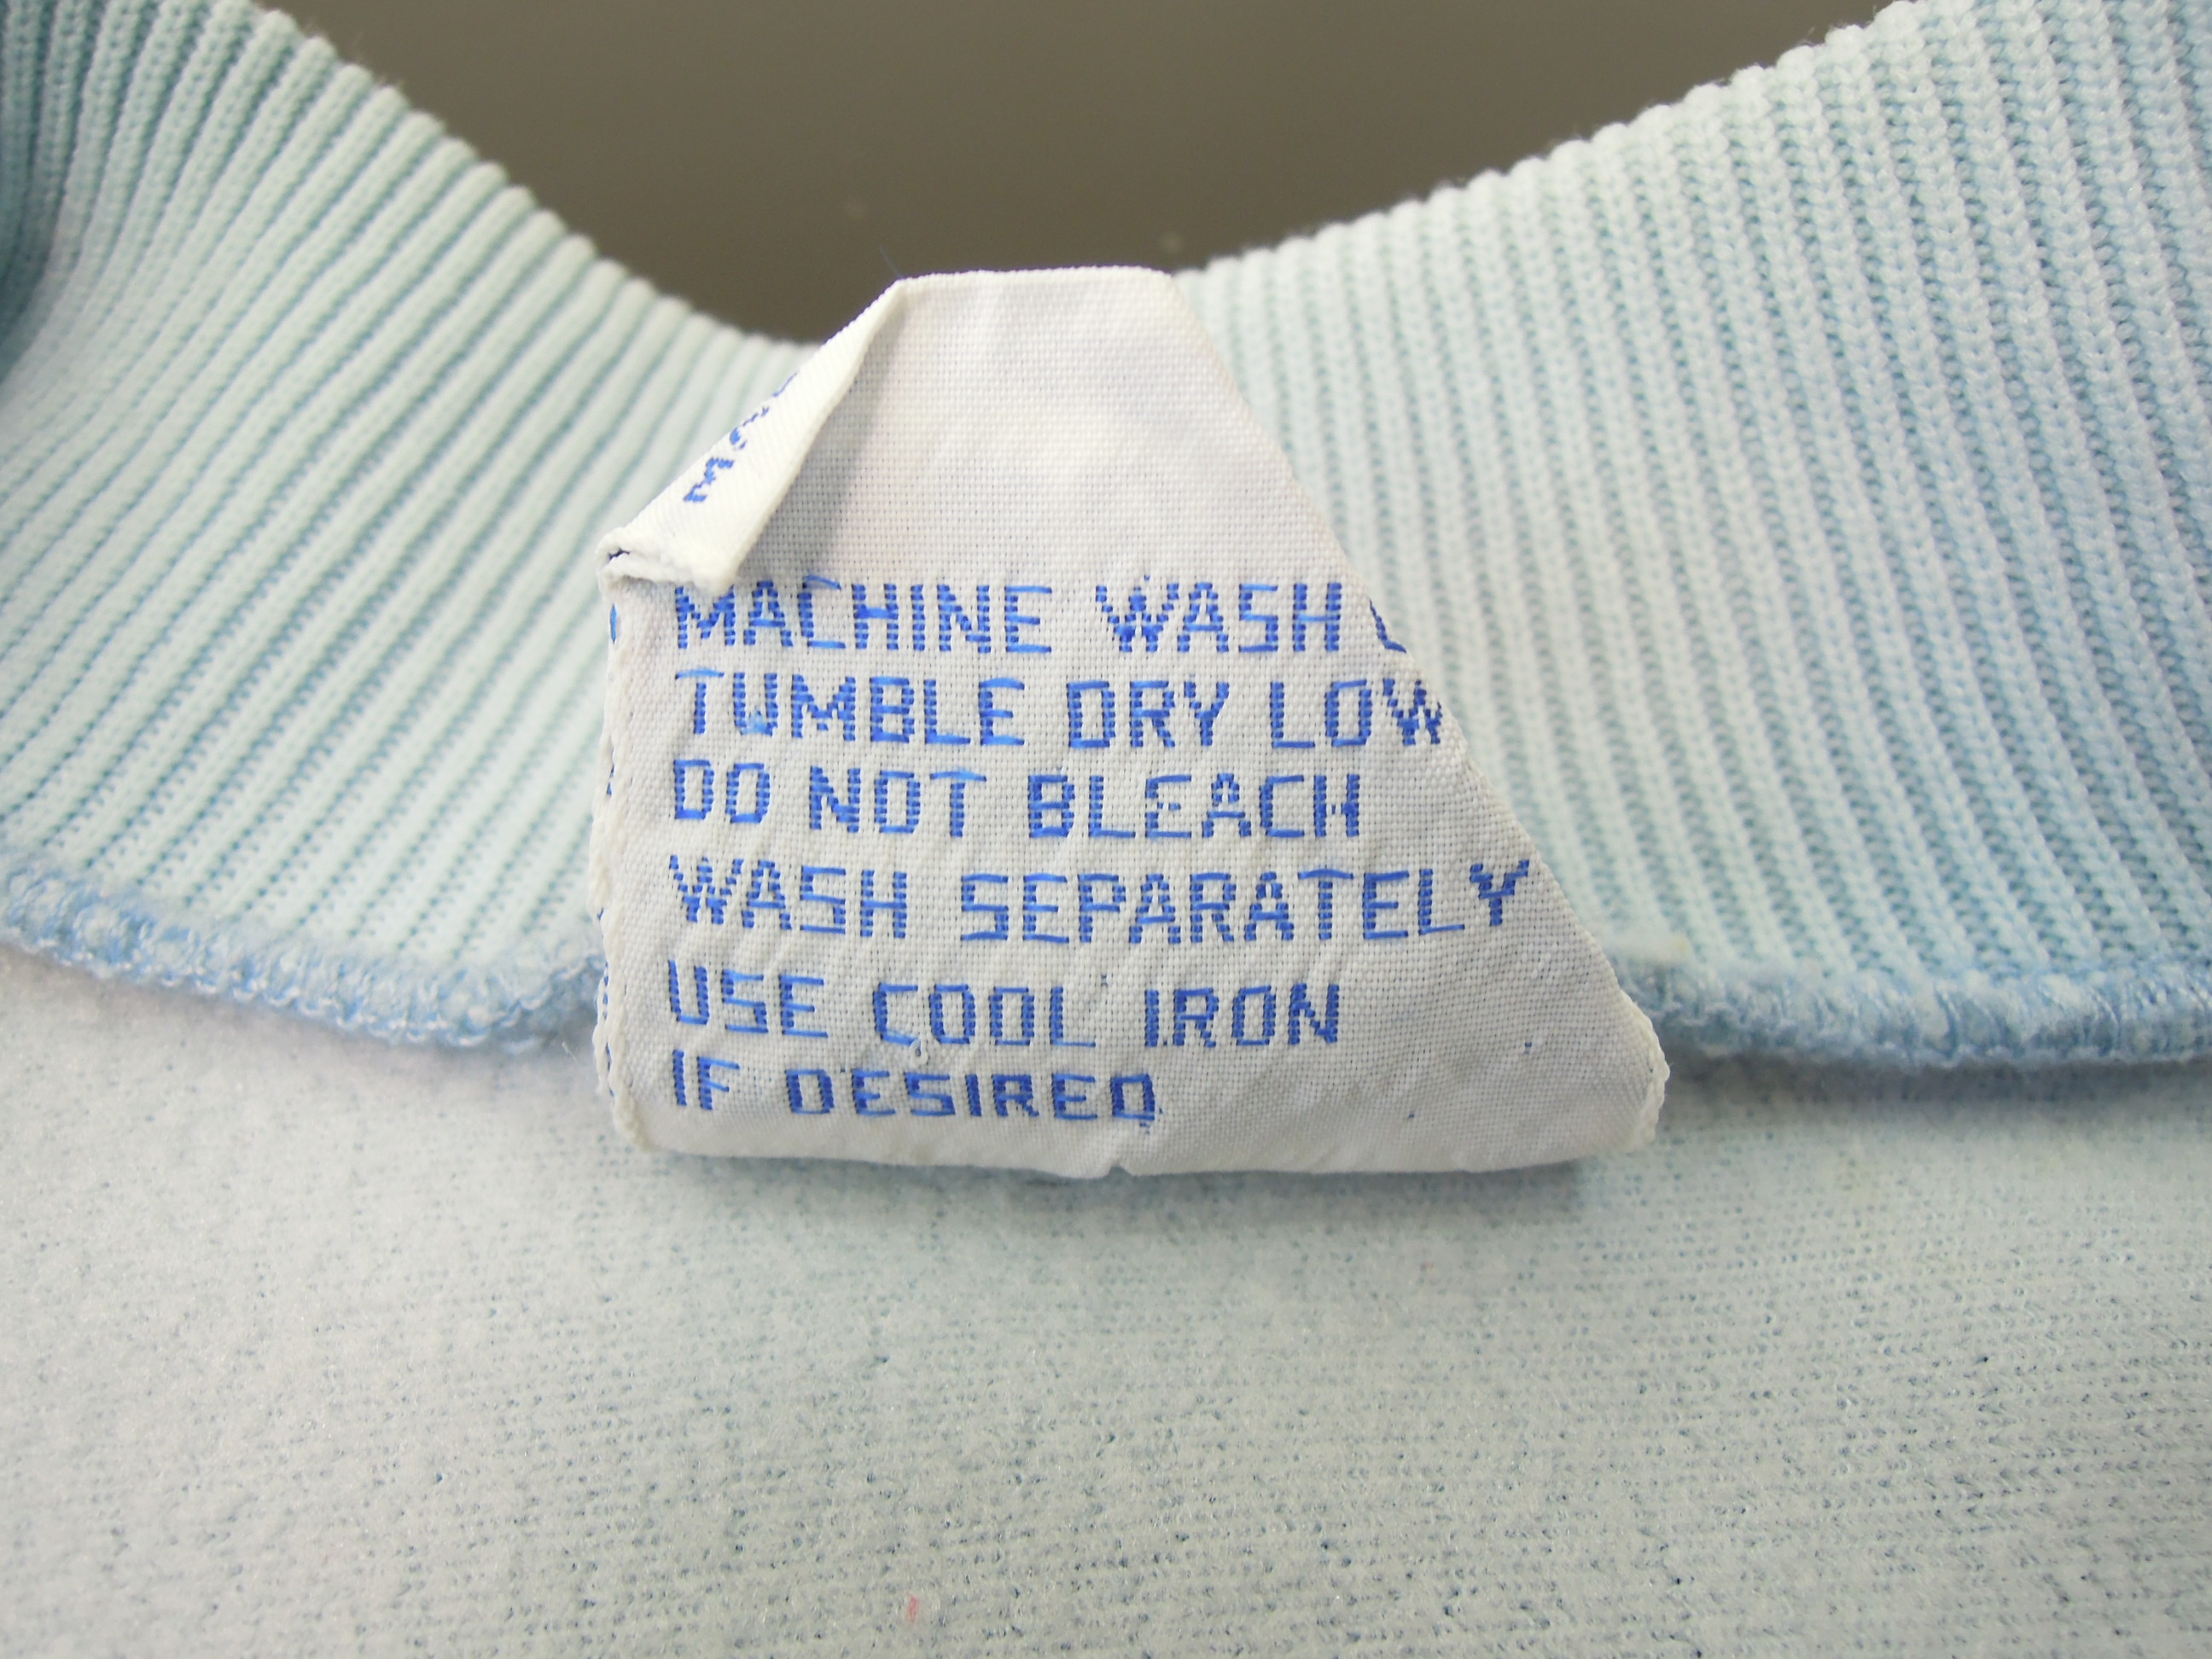 MACHINE WASH
TUMBLE DRY LOW
DO NOT BLEACH
WASH SEPARATELY
USE COOL IRON
IF DESIRED